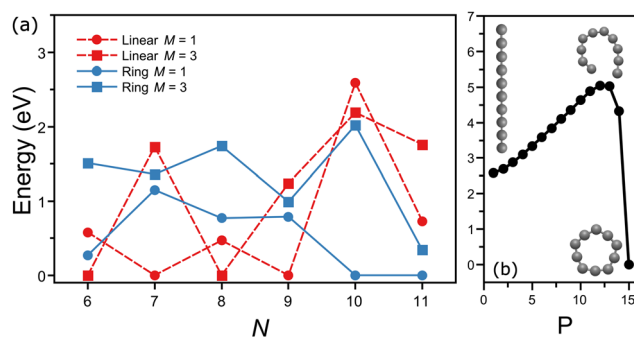 (a)
Linear M = 1
Linear M = 3
Ring M = 1
Ring M = 3
Energy (eV)
3
2
1
0
6 7 8 9 10 11
N
7
6
5
4
3
2
1
0
(b)
0 5 10 15
P